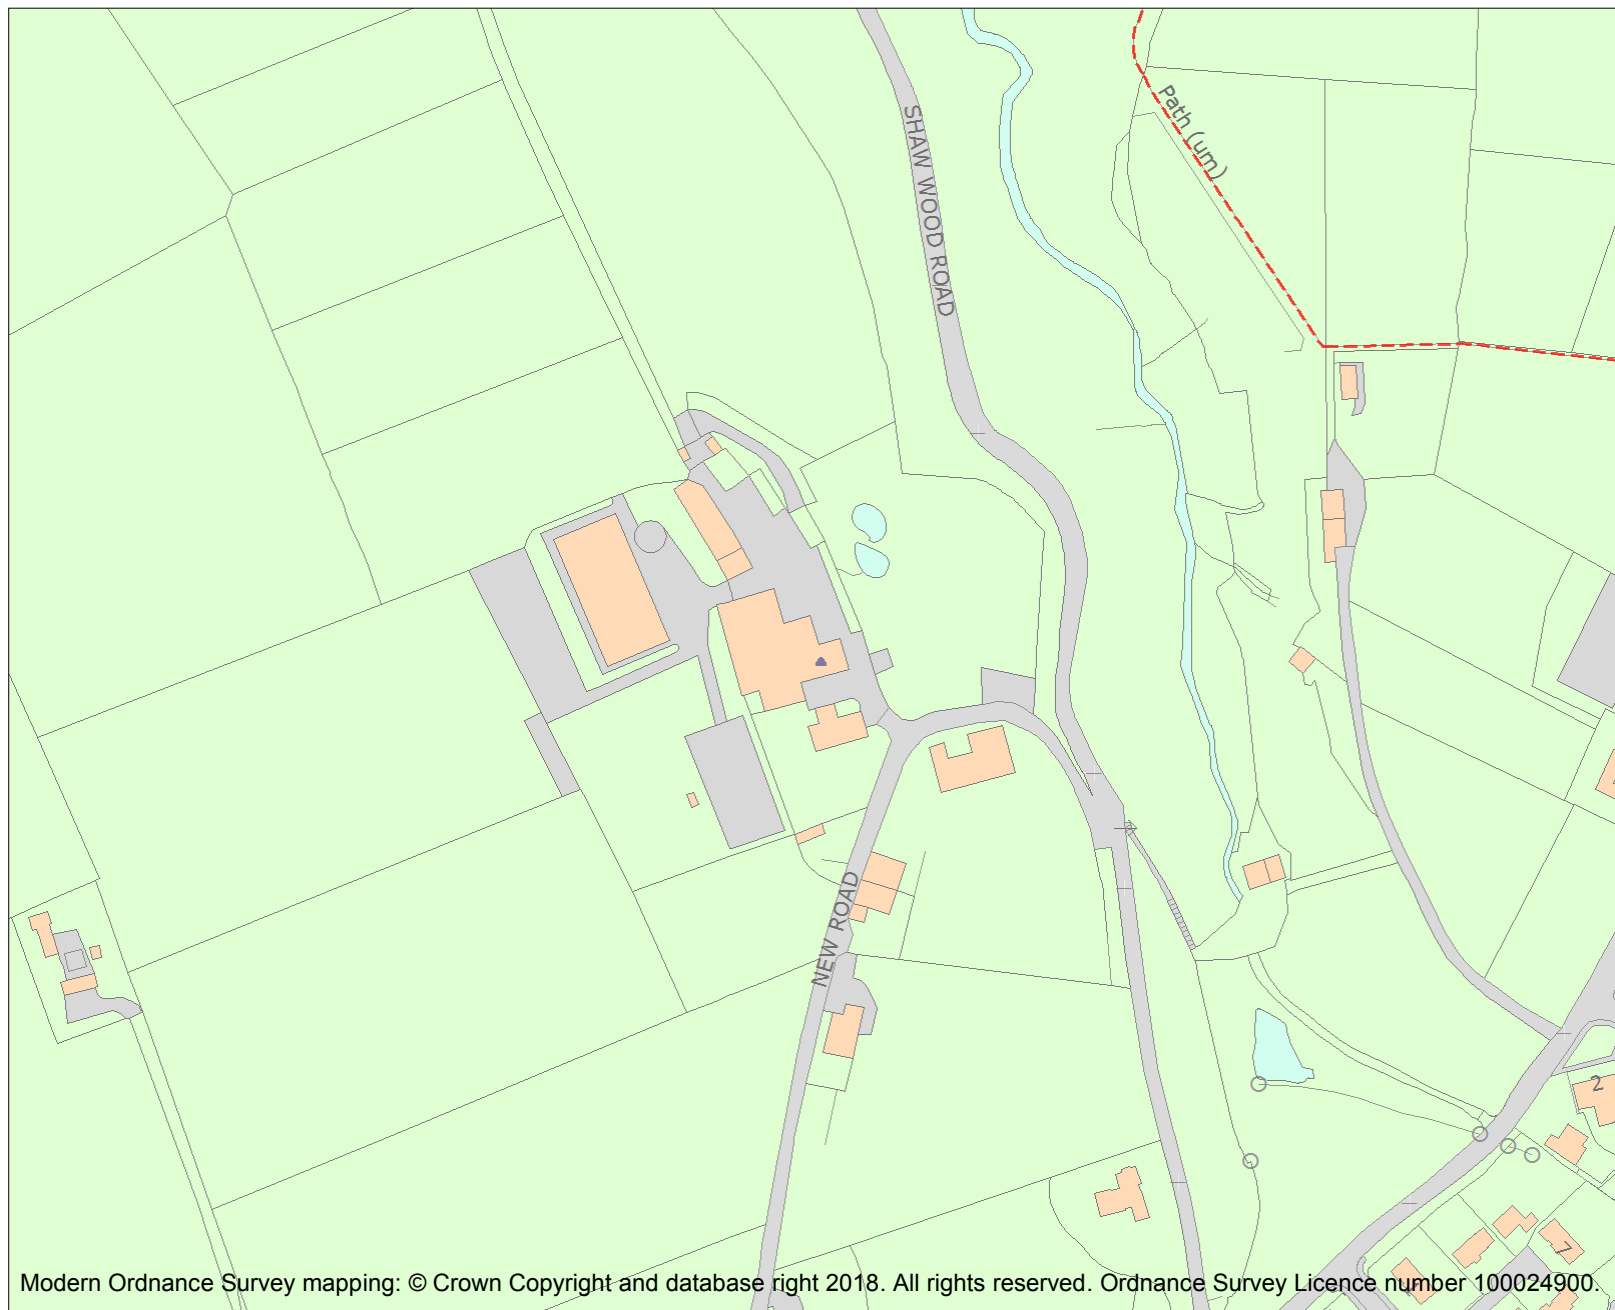 Path (um)
SHAW WOOD ROAD
NEW ROAD
2
7
Modern Ordnance Survey mapping: © Crown Copyright and database right 2018. All rights reserved. Ordnance Survey Licence number 100024900.